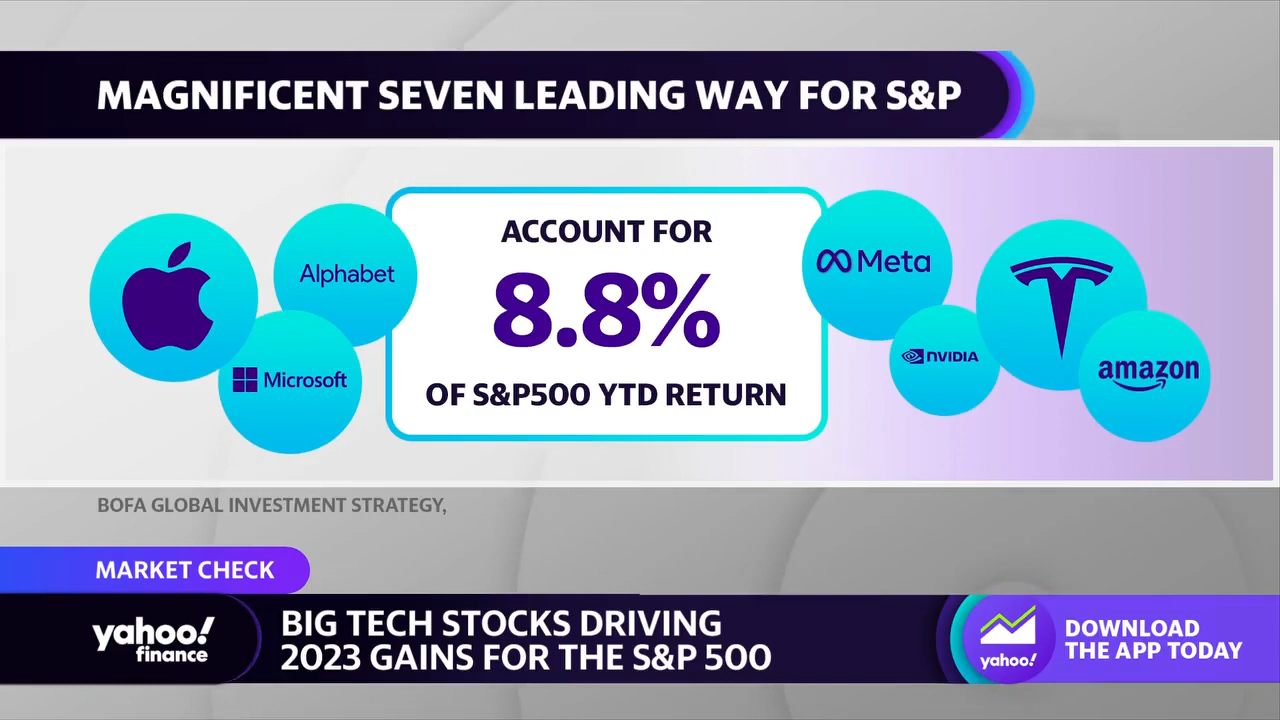 MAGNIFICENT SEVEN LEADING WAY FOR S&P
Alphabet
Microsoft
ACCOUNT FOR
8.8%
OF S&P500 YTD RETURN
Meta
NVIDIA
amazon
BOFA GLOBAL INVESTMENT STRATEGY,
MARKET CHECK
yahoo!
finance
BIG TECH STOCKS DRIVING
2023 GAINS FOR THE S&P 500
yahoo!
DOWNLOAD
THE APP TODAY